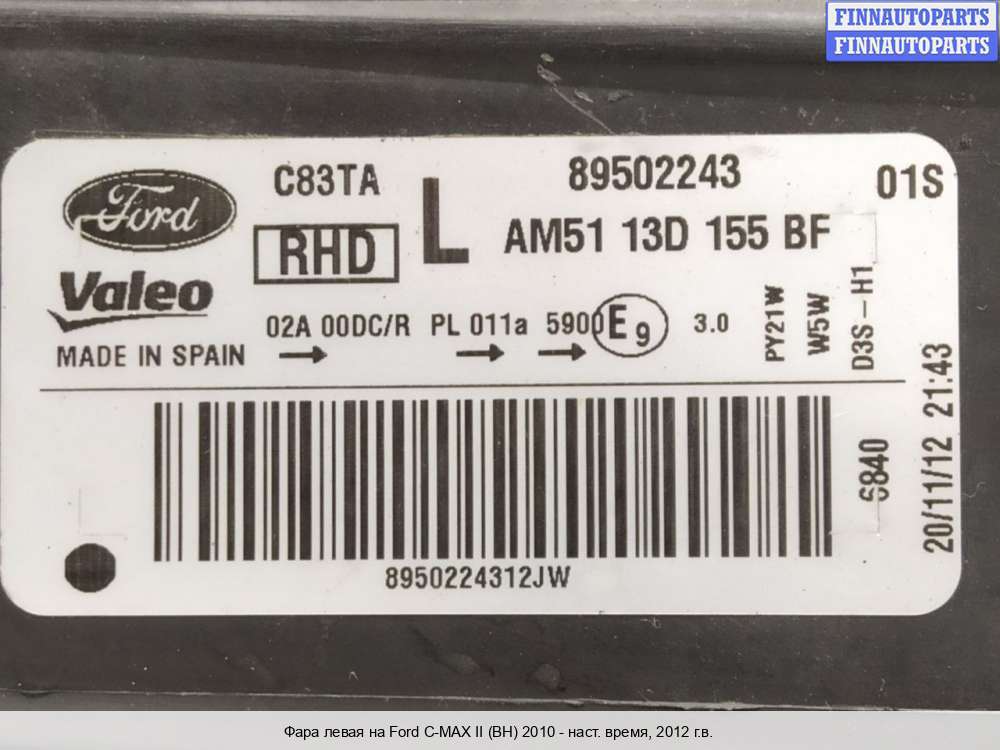 FINNAUTOPARTS
FINNAUTOPARTS
Ford
C83TA
L
89502243
01S
RHD
AM51 13D 155 BF
Valeo
02A 00DC/R PL 011a 5900 E9 3.0
MADE IN SPAIN
PY21W
W5W
D3S-H1
6840
20/11/12 21:43
8950224312JW
Фара левая на Ford C-MAX II (BH) 2010 - наст. время, 2012 г.в.